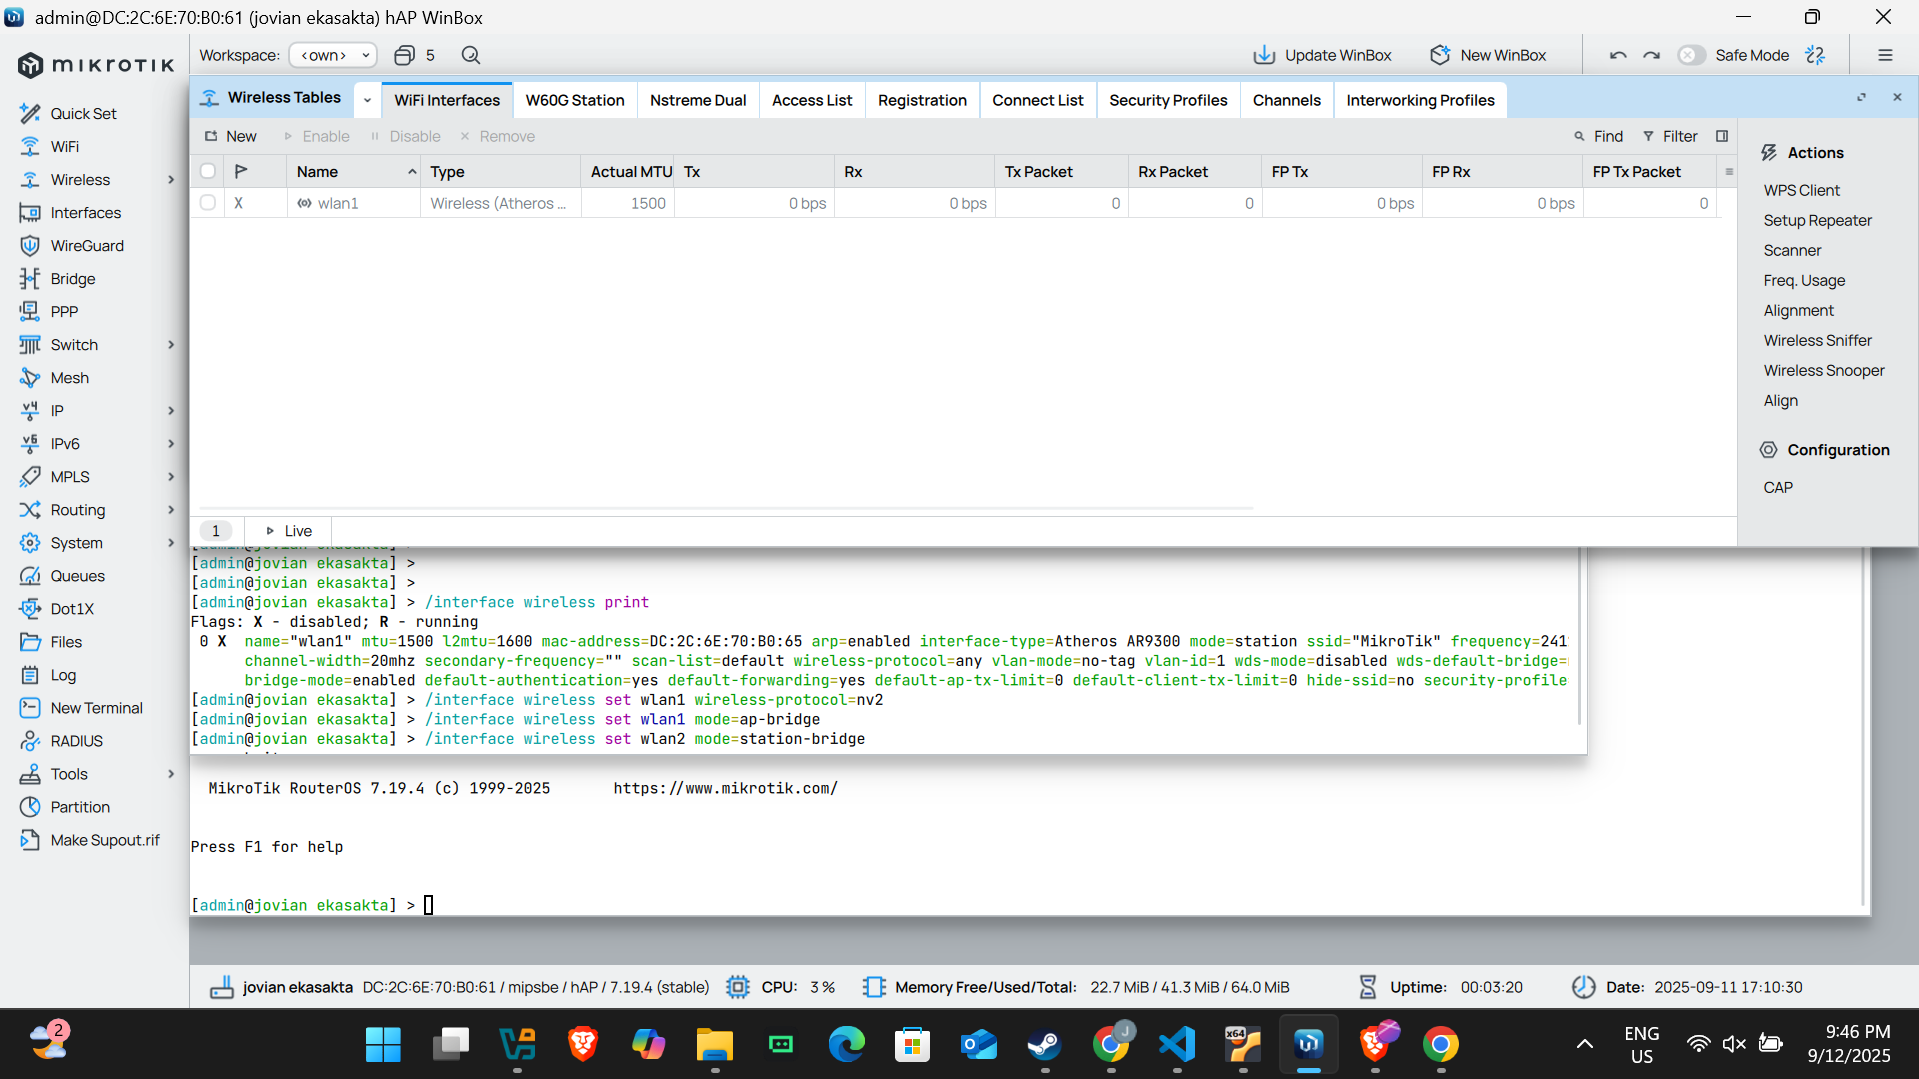 admin@DC:2C:6E:70:B0:61 (jovian ekasakta) hAP WinBox
mikrotik
Workspace: <own> 5
Update WinBox New WinBox Safe Mode
Quick Set
WiFi
Wireless
Interfaces
WireGuard
Bridge
PPP
Switch
Mesh
IP
IPv6
MPLS
Routing
System
Queues
Dot1X
Files
Log
New Terminal
RADIUS
Tools
Partition
Make Supout.rif
Wireless Tables WiFi Interfaces W60G Station Nstreme Dual Access List Registration Connect List Security Profiles Channels Interworking Profiles
New Enable Disable Remove Find Filter
Name Type Actual MTU Tx Rx Tx Packet Rx Packet FP Tx FP Rx FP Tx Packet
X wlan1 Wireless (Atheros ... 1500 0 bps 0 bps 0 0 0 bps 0 bps 0
1 Live
Actions
WPS Client
Setup Repeater
Scanner
Freq. Usage
Alignment
Wireless Sniffer
Wireless Snooper
Align
Configuration
CAP
[admin@jovian ekasakta] >
[admin@jovian ekasakta] >
[admin@jovian ekasakta] >
[admin@jovian ekasakta] > /interface wireless print
Flags: X - disabled; R - running
0 X name="wlan1" mtu=1500 l2mtu=1600 mac-address=DC:2C:6E:70:B0:65 arp=enabled interface-type=Atheros AR9300 mode=station ssid="MikroTik" frequency=241
channel-width=20mhz secondary-frequency="" scan-list=default wireless-protocol=any vlan-mode=no-tag vlan-id=1 wds-mode=disabled wds-default-bridge=
bridge-mode=enabled default-authentication=yes default-forwarding=yes default-ap-tx-limit=0 default-client-tx-limit=0 hide-ssid=no security-profile=
[admin@jovian ekasakta] > /interface wireless set wlan1 wireless-protocol=nv2
[admin@jovian ekasakta] > /interface wireless set wlan1 mode=ap-bridge
[admin@jovian ekasakta] > /interface wireless set wlan2 mode=station-bridge
MikroTik RouterOS 7.19.4 (c) 1999-2025 https://www.mikrotik.com/
Press F1 for help
[admin@jovian ekasakta] >
jovian ekasakta DC:2C:6E:70:B0:61 / mipsbe / hAP / 7.19.4 (stable) CPU: 3 % Memory Free/Used/Total: 22.7 MiB / 41.3 MiB / 64.0 MiB Uptime: 00:03:20 Date: 2025-09-11 17:10:30
2
J
x64
ENG
US
9:46 PM
9/12/2025